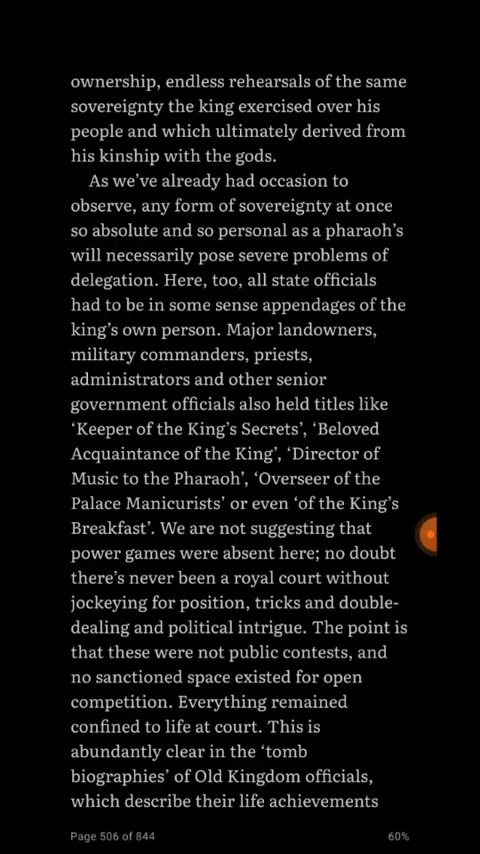 ownership, endless rehearsals of the same
sovereignty the king exercised over his
people and which ultimately derived from
his kinship with the gods.
As we’ve already had occasion to
observe, any form of sovereignty at once
so absolute and so personal as a pharaoh’s
will necessarily pose severe problems of
delegation. Here, too, all state officials
had to be in some sense appendages of the
king’s own person. Major landowners,
military commanders, priests,
administrators and other senior
government officials also held titles like
‘Keeper of the King’s Secrets’, ‘Beloved
Acquaintance of the King’, ‘Director of
Music to the Pharaoh’, ‘Overseer of the
Palace Manicurists’ or even ‘of the King’s
Breakfast’. We are not suggesting that
power games were absent here; no doubt
there’s never been a royal court without
jockeying for position, tricks and double-
dealing and political intrigue. The point is
that these were not public contests, and
no sanctioned space existed for open
competition. Everything remained
confined to life at court. This is
abundantly clear in the ‘tomb
biographies’ of Old Kingdom officials,
which describe their life achievements
Page 506 of 844 60%